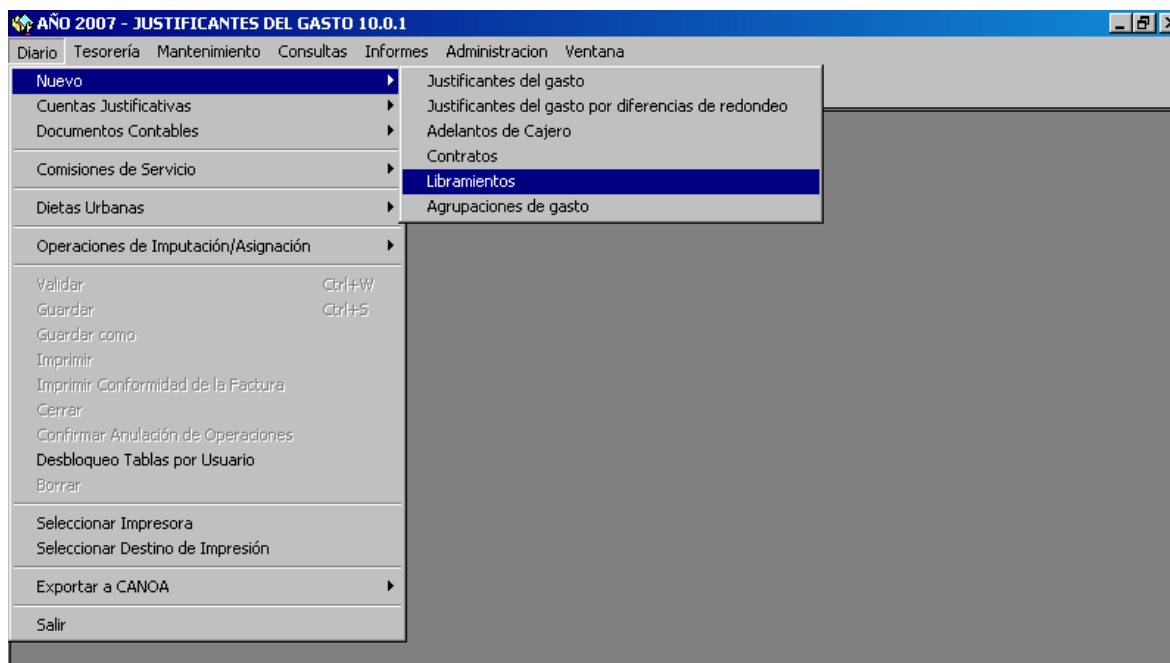 AÑO 2007 - JUSTIFICANTES DEL GASTO 10.0.1
Diario Tesorería Mantenimiento Consultas Informes Administracion Ventana
Nuevo
Cuentas Justificativas
Documentos Contables
Comisiones de Servicio
Dietas Urbanas
Operaciones de Imputación/Asignación
Validar Ctrl+W
Guardar Ctrl+S
Guardar como
Imprimir
Imprimir Conformidad de la Factura
Cerrar
Confirmar Anulación de Operaciones
Desbloqueo Tablas por Usuario
Borrar
Seleccionar Impresora
Seleccionar Destino de Impresión
Exportar a CANOA
Salir
Justificantes del gasto
Justificantes del gasto por diferencias de redondeo
Adelantos de Cajero
Contratos
Libramientos
Agrupaciones de gasto